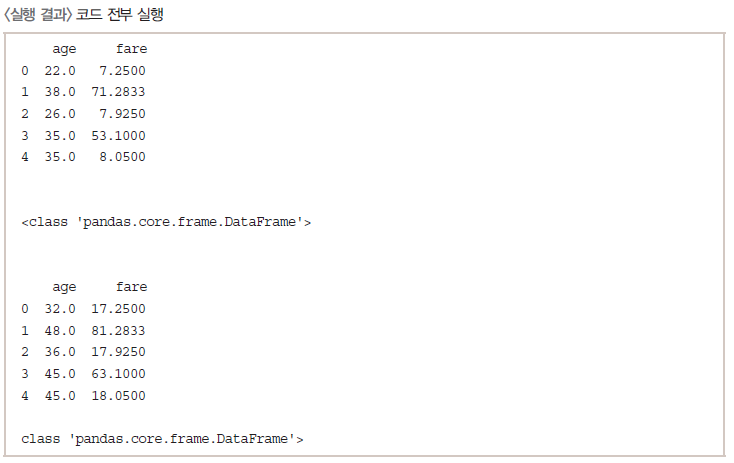 <실행 결과> 코드 전부 실행
age fare
0 22.0 7.2500
1 38.0 71.2833
2 26.0 7.9250
3 35.0 53.1000
4 35.0 8.0500
<class 'pandas.core.frame.DataFrame'>
age fare
0 32.0 17.2500
1 48.0 81.2833
2 36.0 17.9250
3 45.0 63.1000
4 45.0 18.0500
class 'pandas.core.frame.DataFrame'>